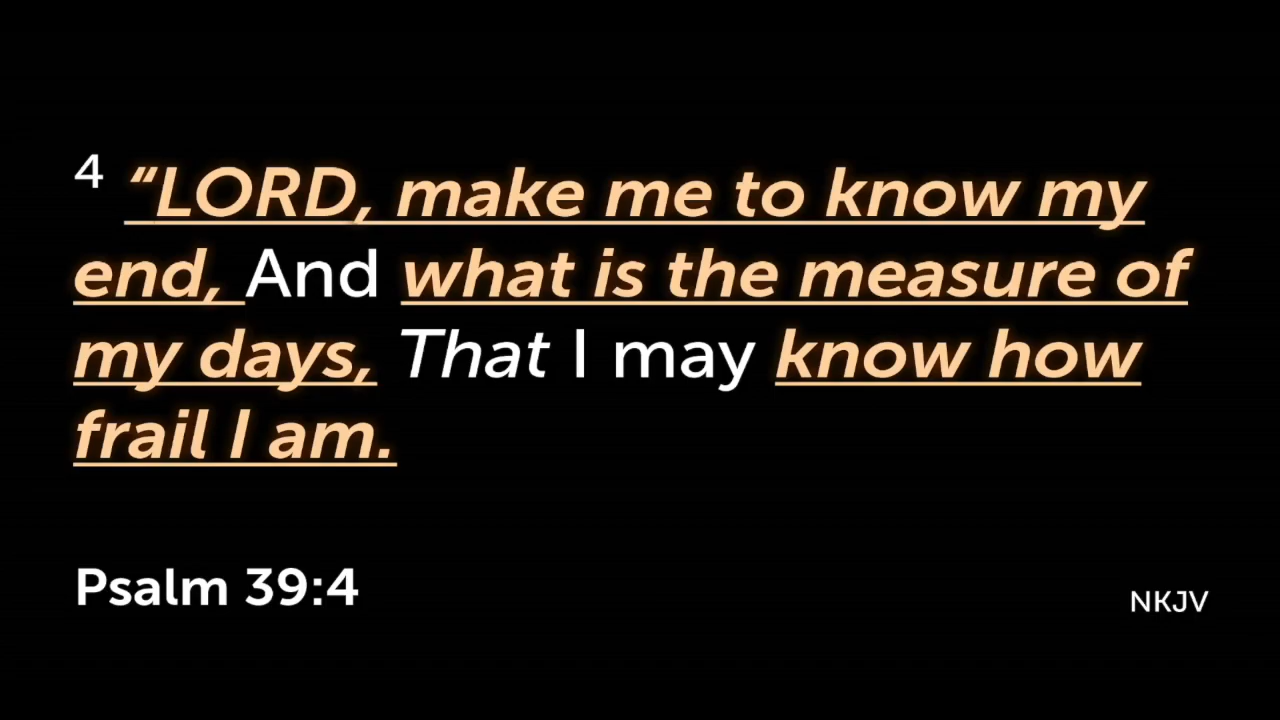 4 “LORD, make me to know my
end, And what is the measure of
my days, That I may know how
frail I am.
Psalm 39:4
NKJV